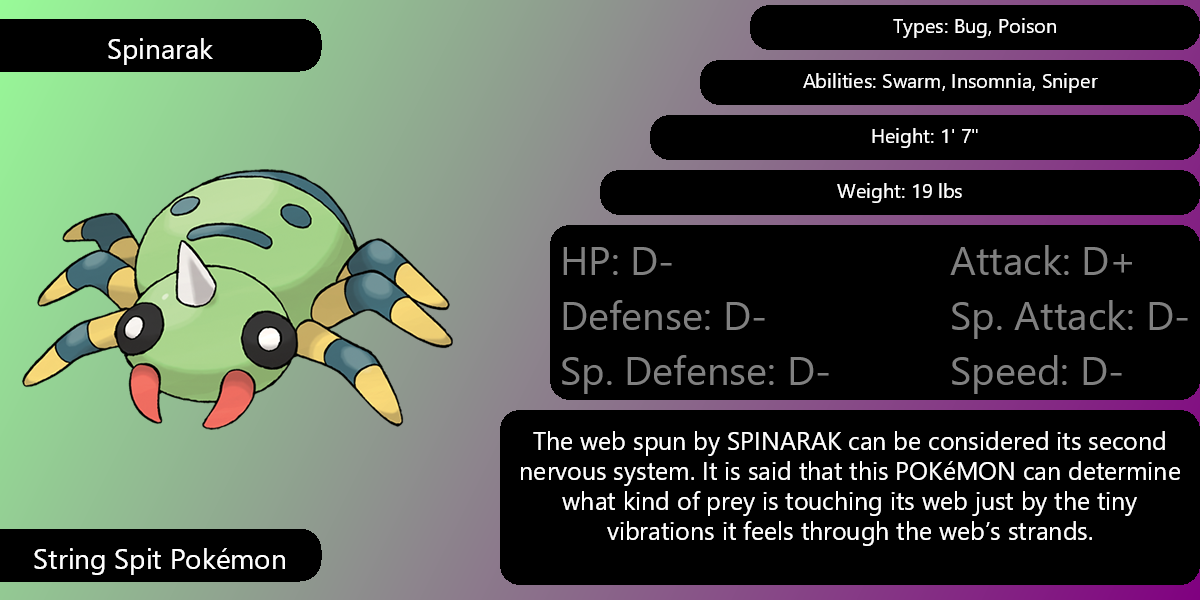 Spinarak
Types: Bug, Poison
Abilities: Swarm, Insomnia, Sniper
Height: 1' 7"
Weight: 19 lbs
HP: D-
Attack: D+
Defense: D-
Sp. Attack: D-
Sp. Defense: D-
Speed: D-
The web spun by SPINARAK can be considered its second
nervous system. It is said that this POKéMON can determine
what kind of prey is touching its web just by the tiny
vibrations it feels through the web’s strands.
String Spit Pokémon